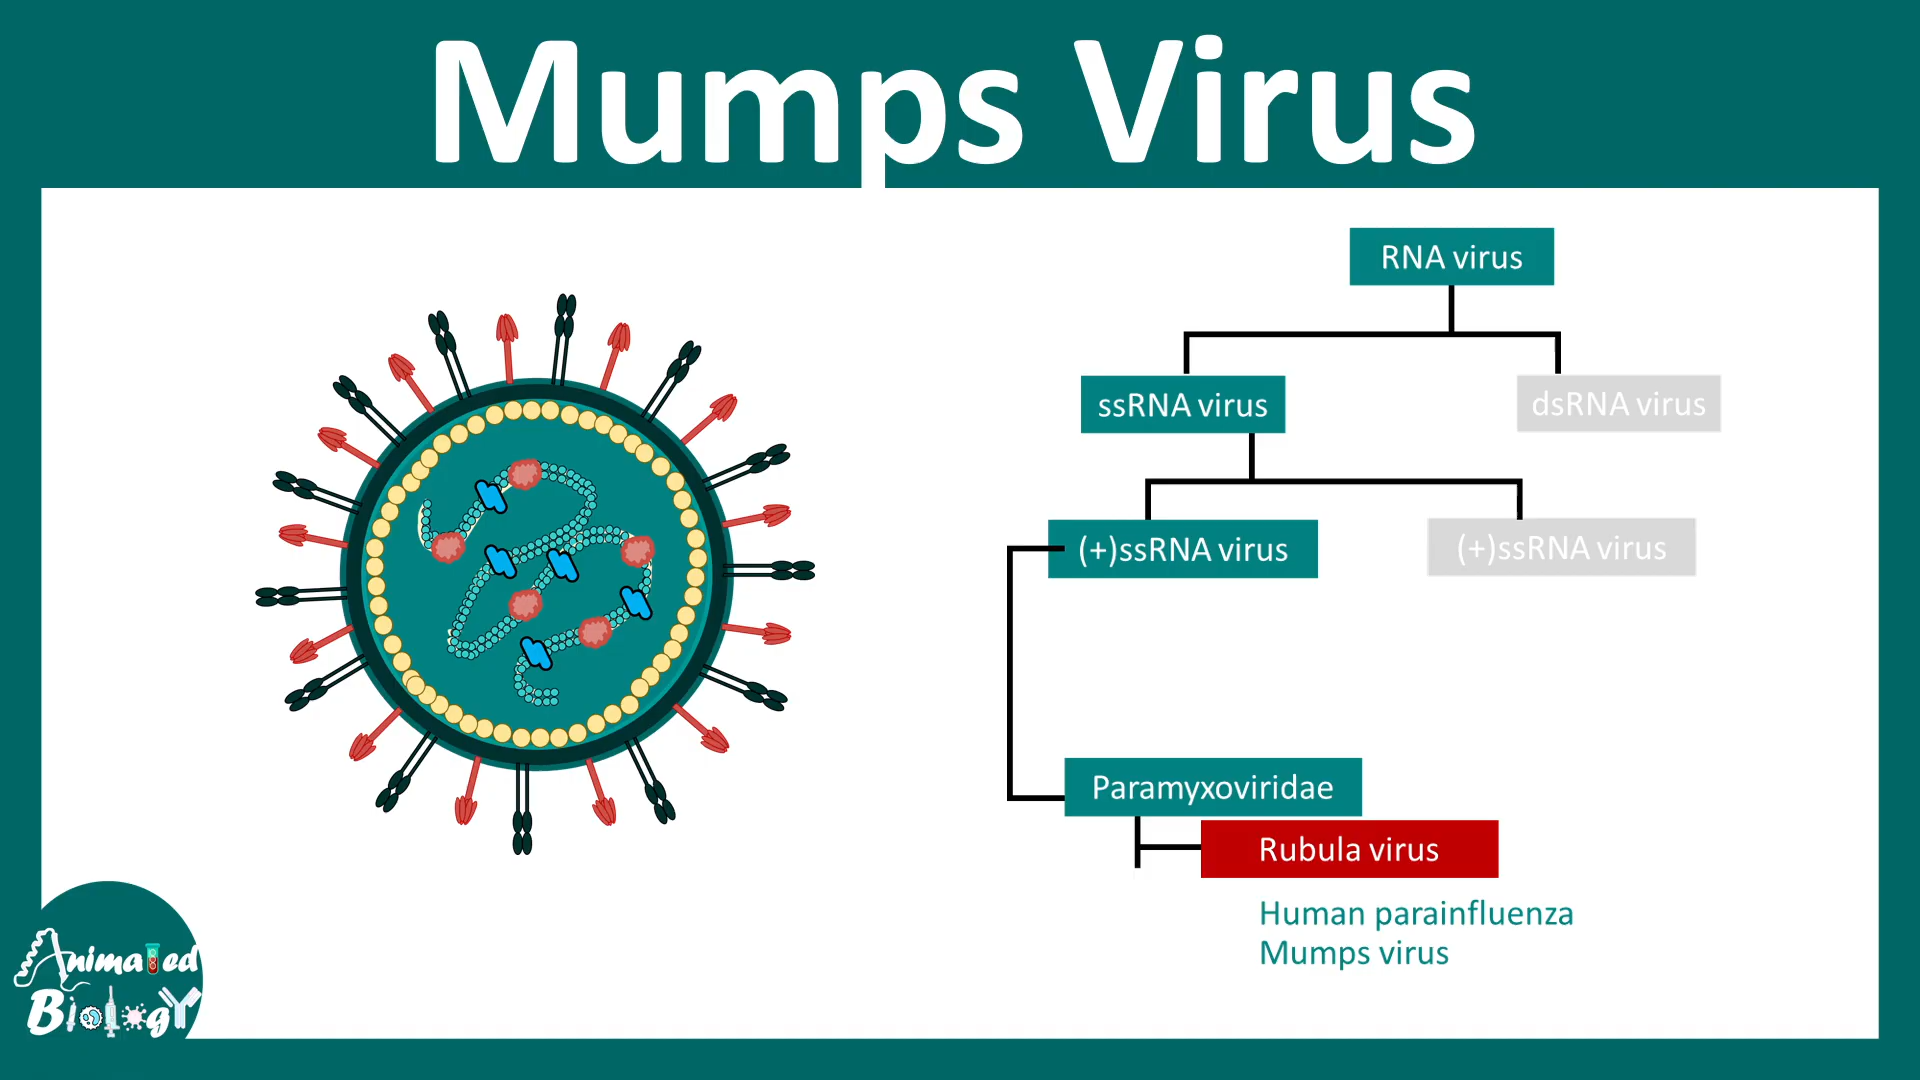 Mumps Virus
RNA virus
ssRNA virus
dsRNA virus
(+)ssRNA virus
(+)ssRNA virus
Paramyxoviridae
Rubula virus
Human parainfluenza
Mumps virus
Animated
Biology